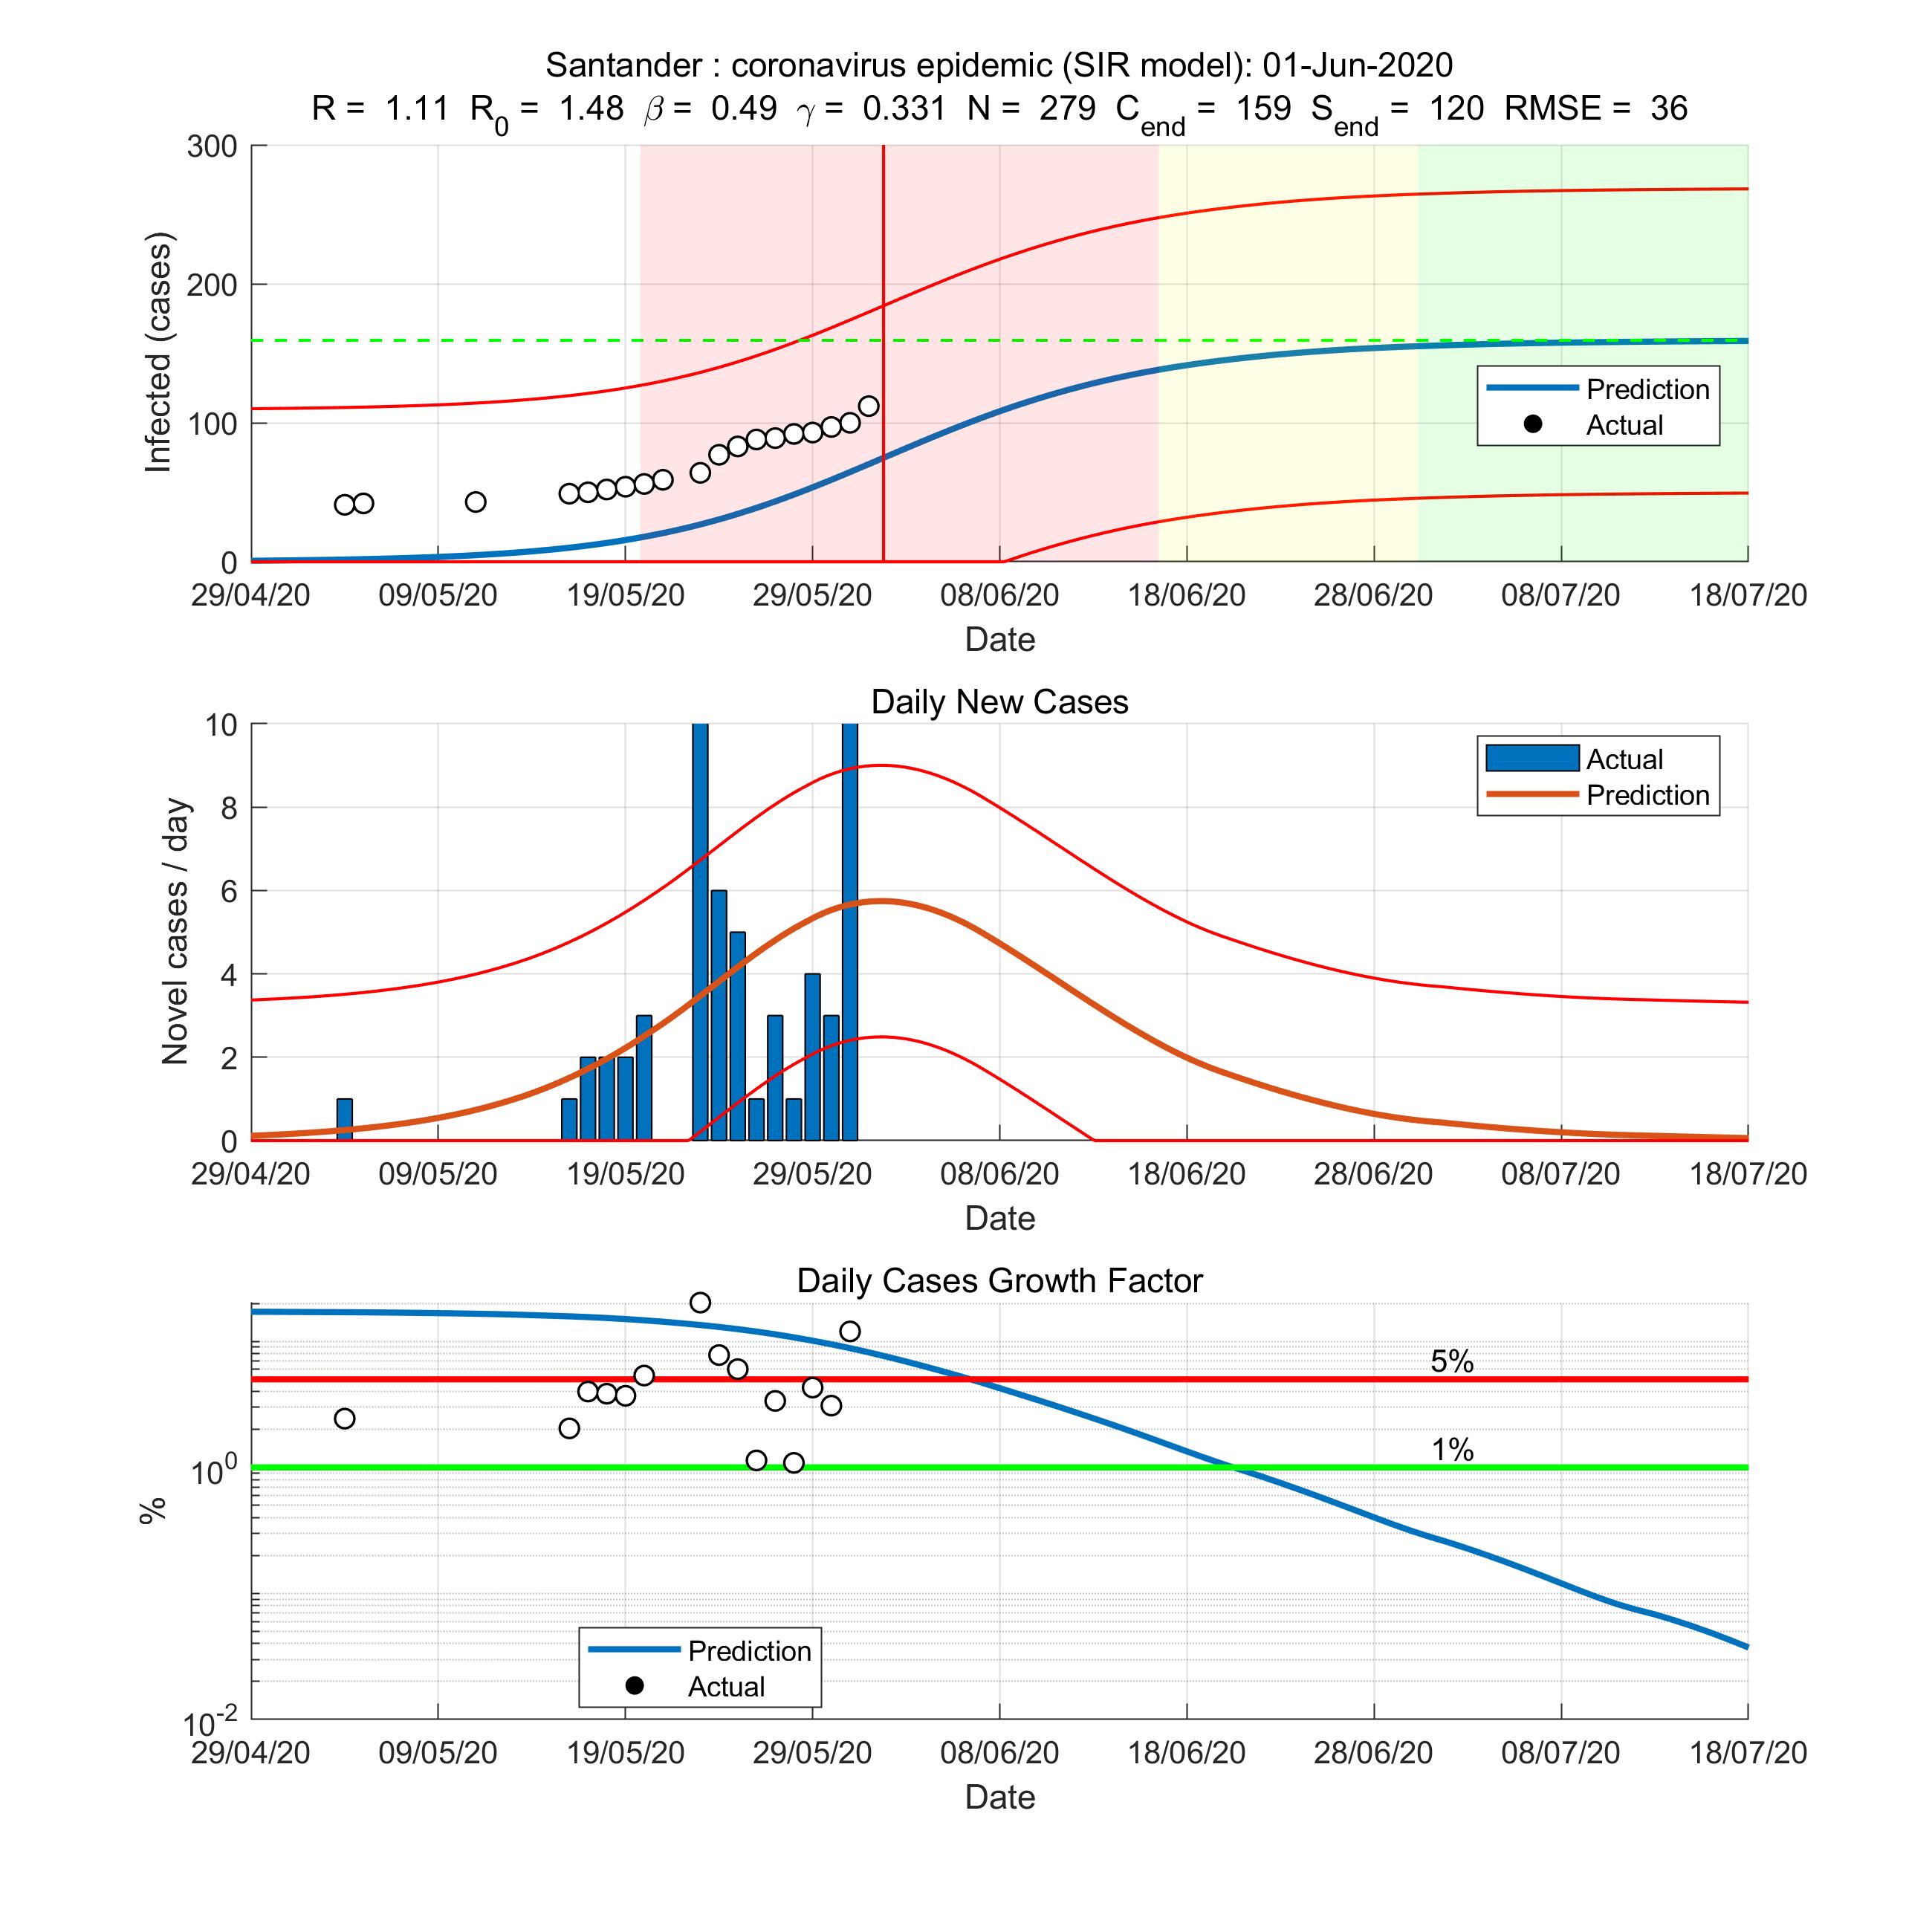 Santander : coronavirus epidemic (SIR model): 01-Jun-2020
R = 1.11 R0 = 1.48 β = 0.49 γ = 0.331 N = 279 Cend = 159 Send = 120 RMSE = 36
300
200
100
0
Infected (cases)
Prediction
Actual
29/04/20 09/05/20 19/05/20 29/05/20 08/06/20 18/06/20 28/06/20 08/07/20 18/07/20
Date
Daily New Cases
10
8
6
4
2
0
Novel cases / day
Actual
Prediction
29/04/20 09/05/20 19/05/20 29/05/20 08/06/20 18/06/20 28/06/20 08/07/20 18/07/20
Date
Daily Cases Growth Factor
5%
1%
10^0
%
10^-2
Prediction
Actual
29/04/20 09/05/20 19/05/20 29/05/20 08/06/20 18/06/20 28/06/20 08/07/20 18/07/20
Date